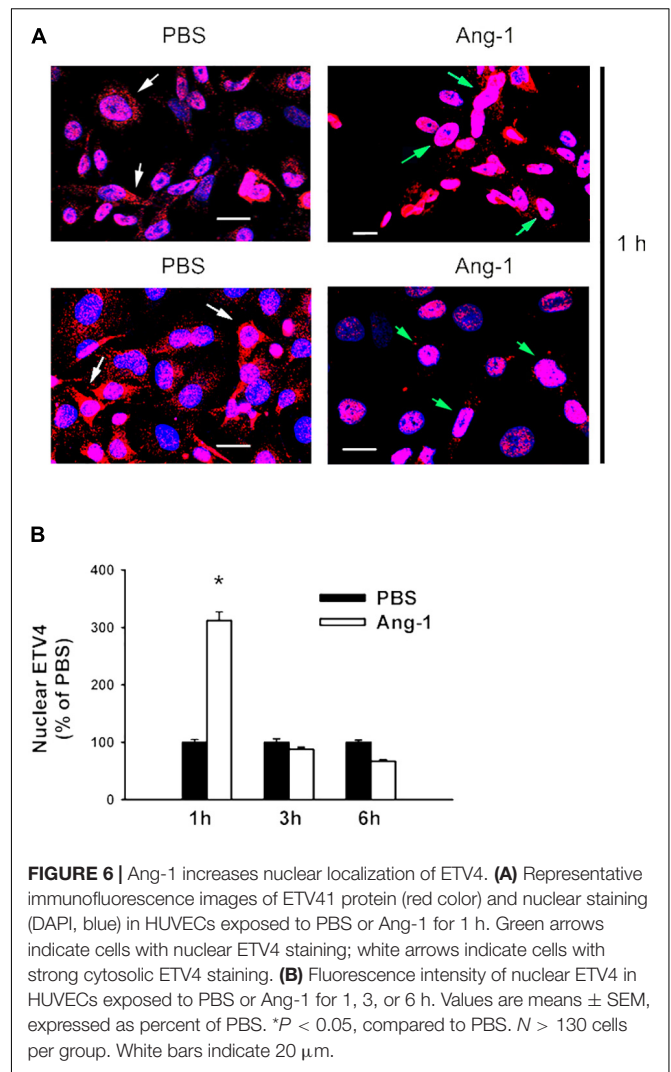 A
PBS
Ang-1
1 h
PBS
Ang-1
B
400
300
200
100
0
Nuclear ETV4
(% of PBS)
*
PBS
Ang-1
1h
3h
6h
FIGURE 6 | Ang-1 increases nuclear localization of ETV4. (A) Representative
immunofluorescence images of ETV41 protein (red color) and nuclear staining
(DAPI, blue) in HUVECs exposed to PBS or Ang-1 for 1 h. Green arrows
indicate cells with nuclear ETV4 staining; white arrows indicate cells with
strong cytosolic ETV4 staining. (B) Fluorescence intensity of nuclear ETV4 in
HUVECs exposed to PBS or Ang-1 for 1, 3, or 6 h. Values are means ± SEM,
expressed as percent of PBS. *P < 0.05, compared to PBS. N > 130 cells
per group. White bars indicate 20 μm.